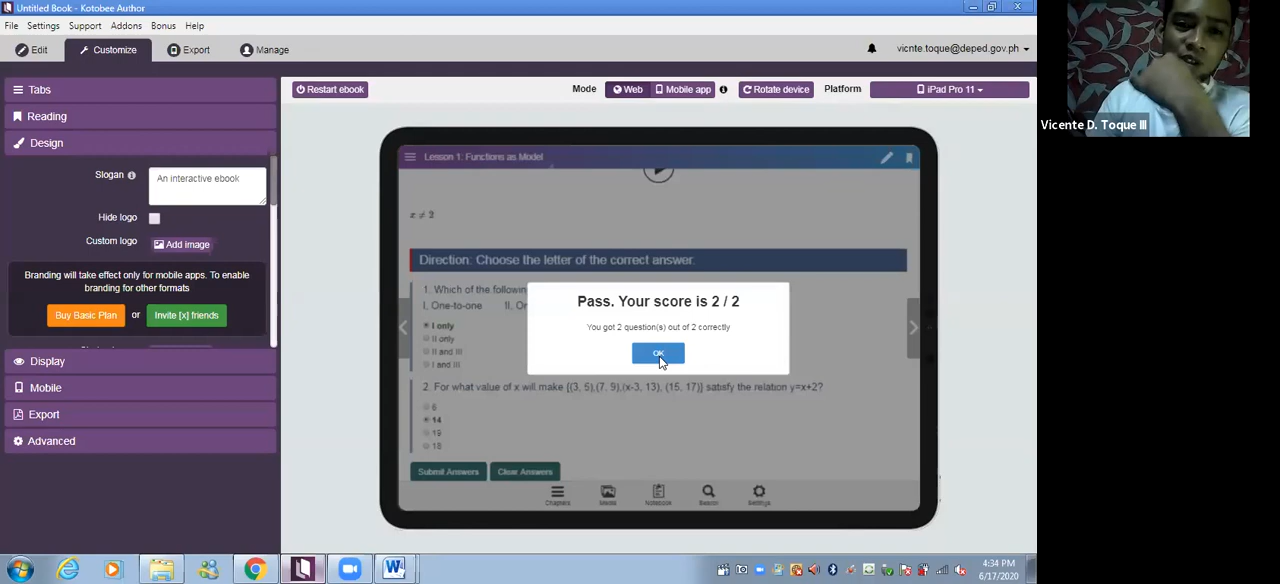 Untitled Book - Kotobee Author
File Settings Support Addons Bonus Help
Edit Customize Export Manage vicnte.toque@deped.gov.ph
Tabs
Reading
Design
Slogan An interactive ebook
Hide logo
Custom logo Add image
Branding will take effect only for mobile apps. To enable
branding for other formats
Buy Basic Plan or Invite [x] friends
Display
Mobile
Export
Advanced
Restart ebook Mode Web Mobile app Rotate device Platform iPad Pro 11
Lesson 1: Functions as Model
Direction: Choose the letter of the correct answer.
1. Which of the following
I. One-to-one II.
I only
II only
II and III
I and III
Pass. Your score is 2 / 2
You got 2 question(s) out of 2 correctly
OK
2. For what value of x will make {(3, 5),(7. 9),(x-3, 13), (15, 17)} satisfy the relation y=x+2?
6
14
19
18
Submit Answers Clear Answers
Chapters Media Notebook Search Settings
Vicente D. Toque III
4:34 PM
6/17/2020